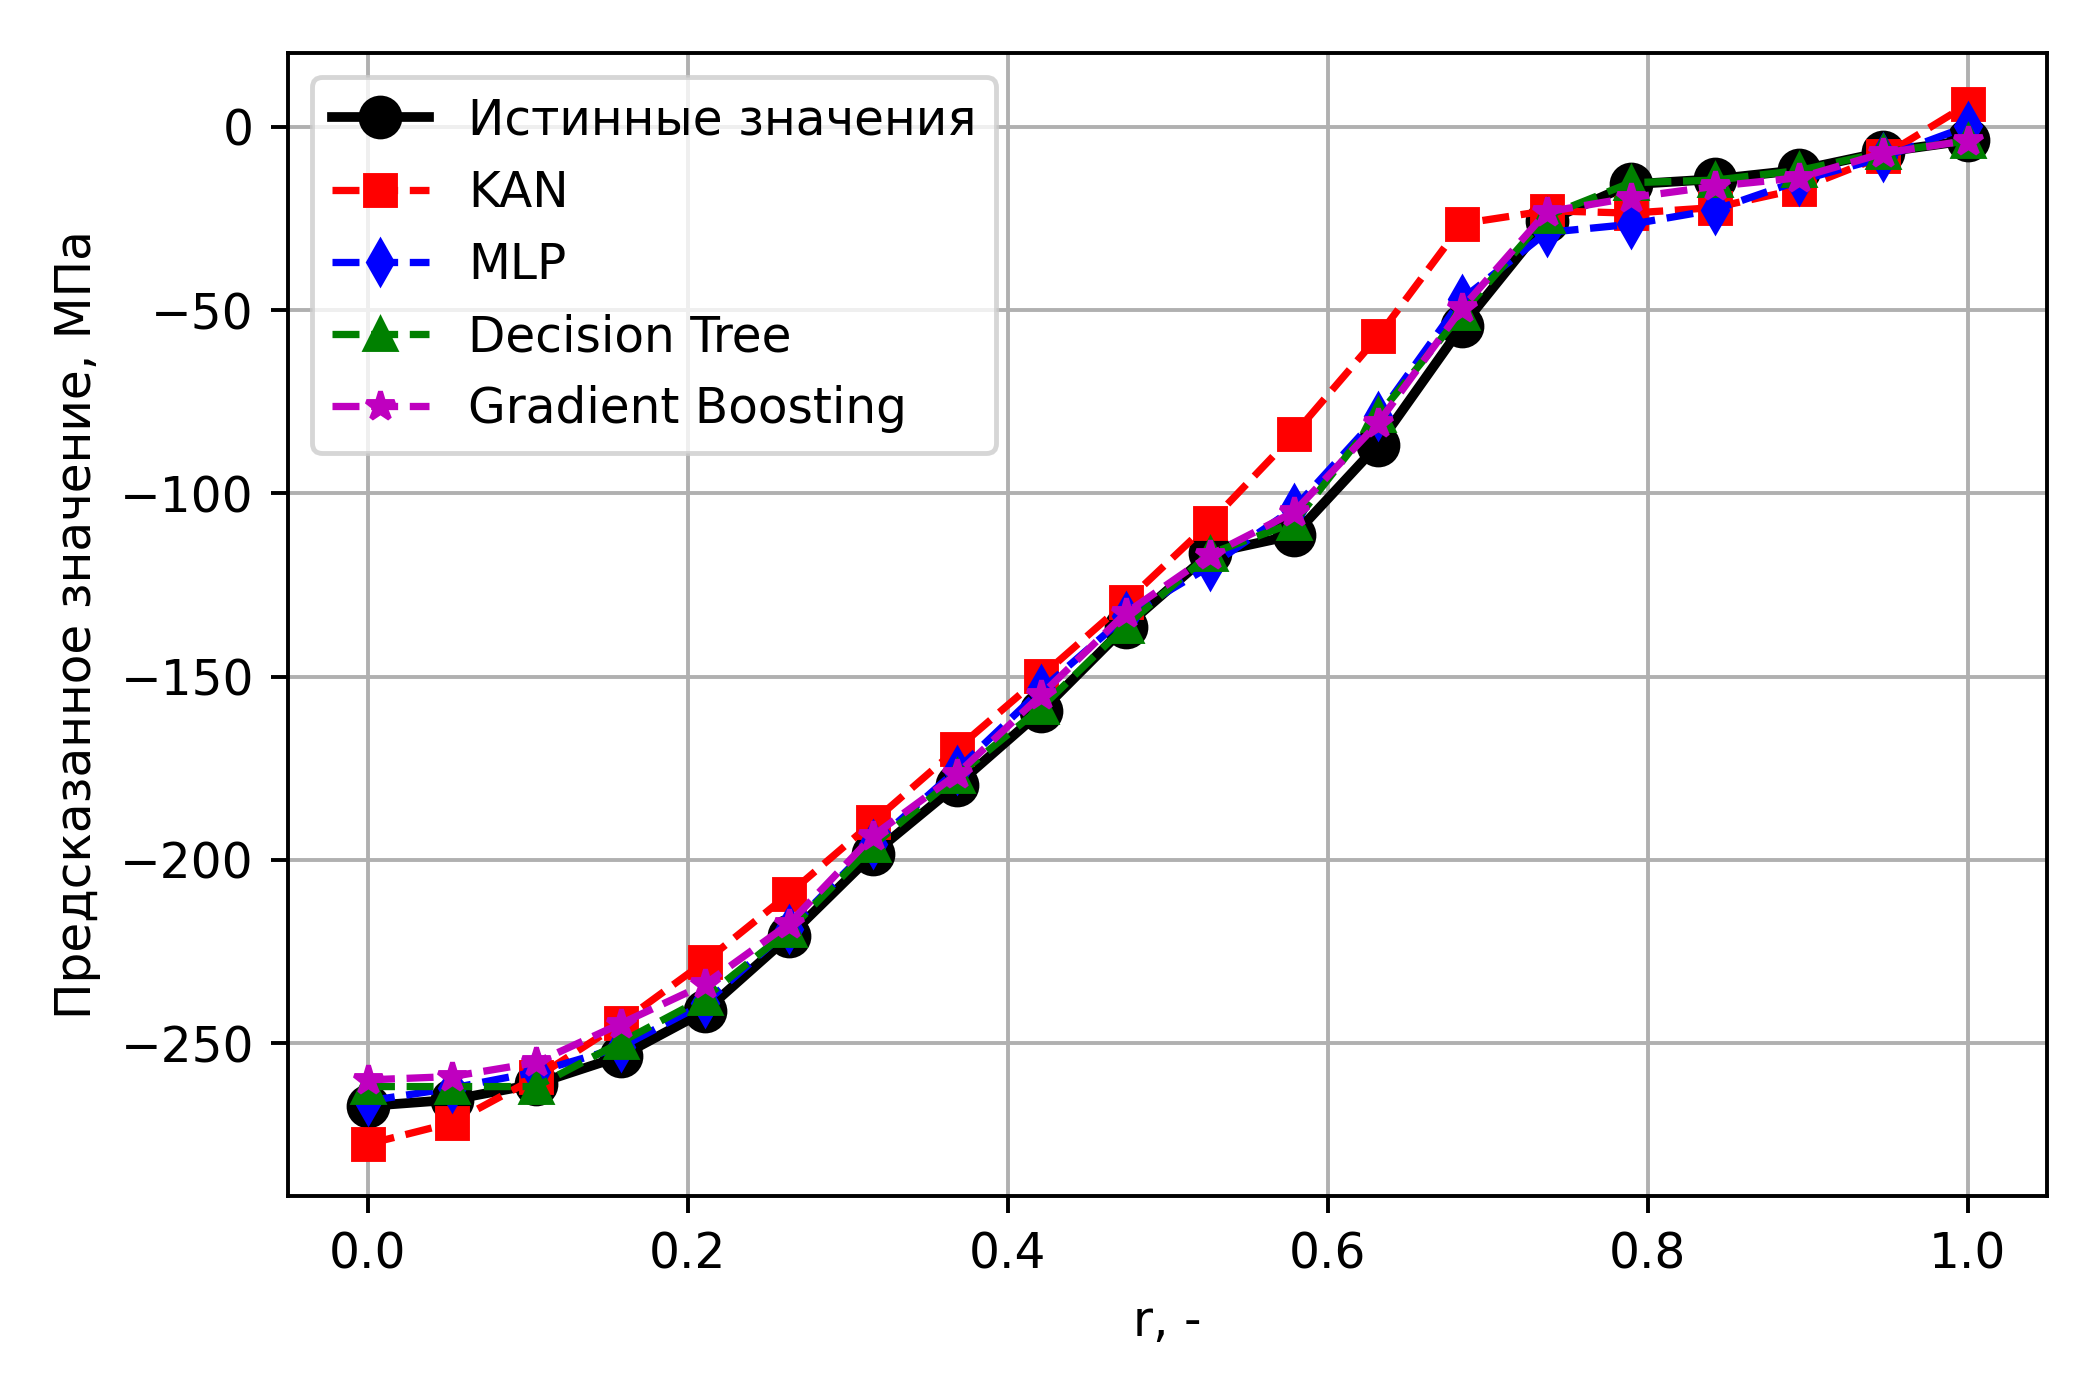 Истинные значения
KAN
MLP
Decision Tree
Gradient Boosting
Предсказанное значение, МПа
0
−50
−100
−150
−200
−250
0.0 0.2 0.4 0.6 0.8 1.0
r, -